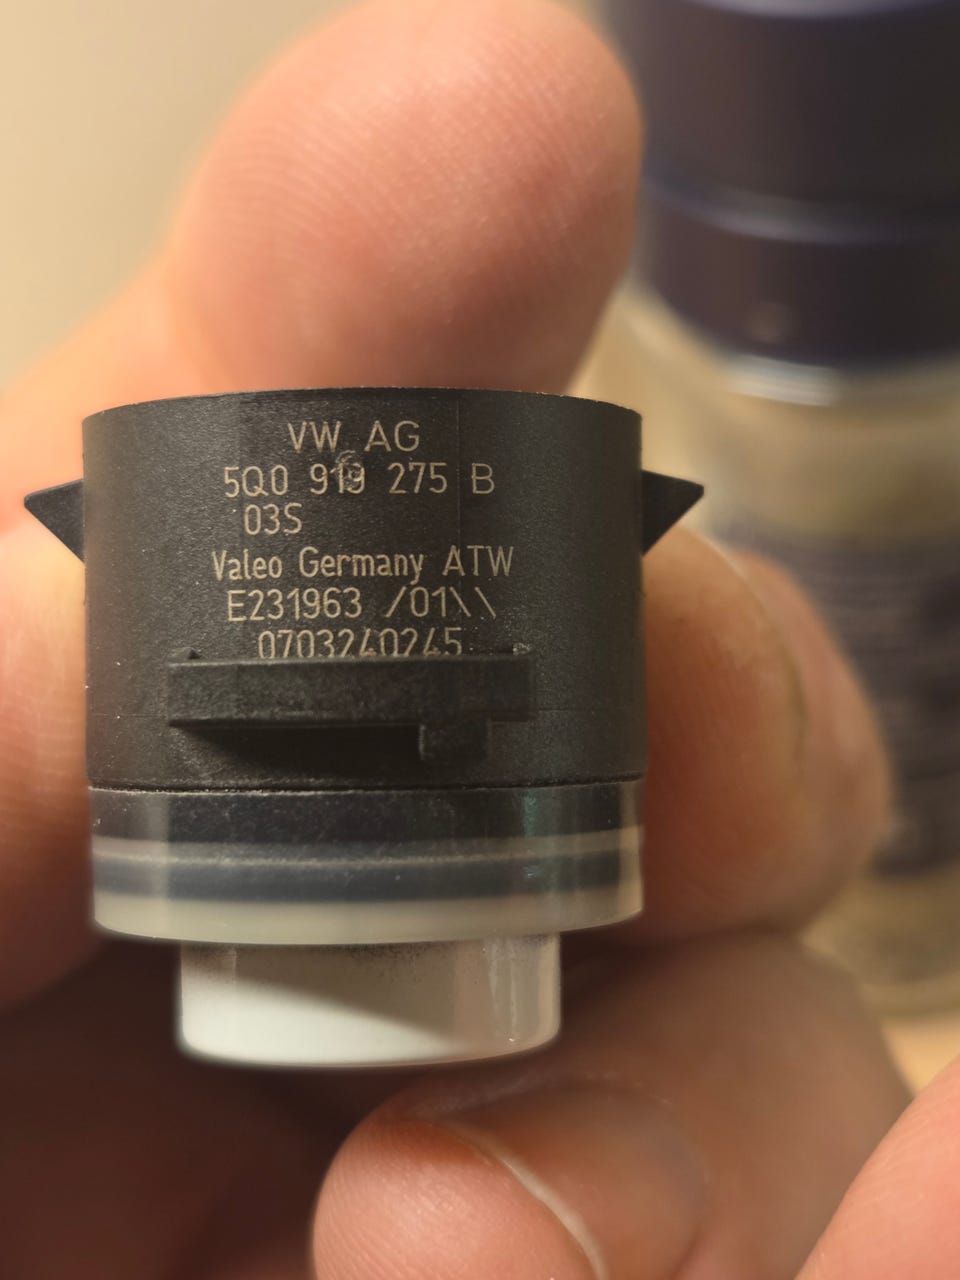 VW AG
5Q0 919 275 B
03S
Valeo Germany ATW
E231963 /01\\
0703240245